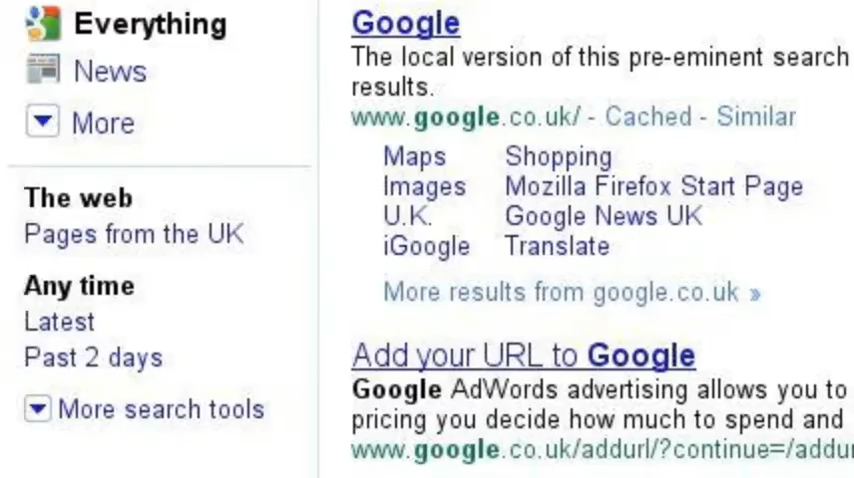 Everything
News
More
The web
Pages from the UK
Any time
Latest
Past 2 days
More search tools
Google
The local version of this pre-eminent search
results.
www.google.co.uk/ - Cached - Similar
Maps Shopping
Images Mozilla Firefox Start Page
U.K. Google News UK
iGoogle Translate
More results from google.co.uk »
Add your URL to Google
Google AdWords advertising allows you to
pricing you decide how much to spend and
www.google.co.uk/addurl/?continue=/addur